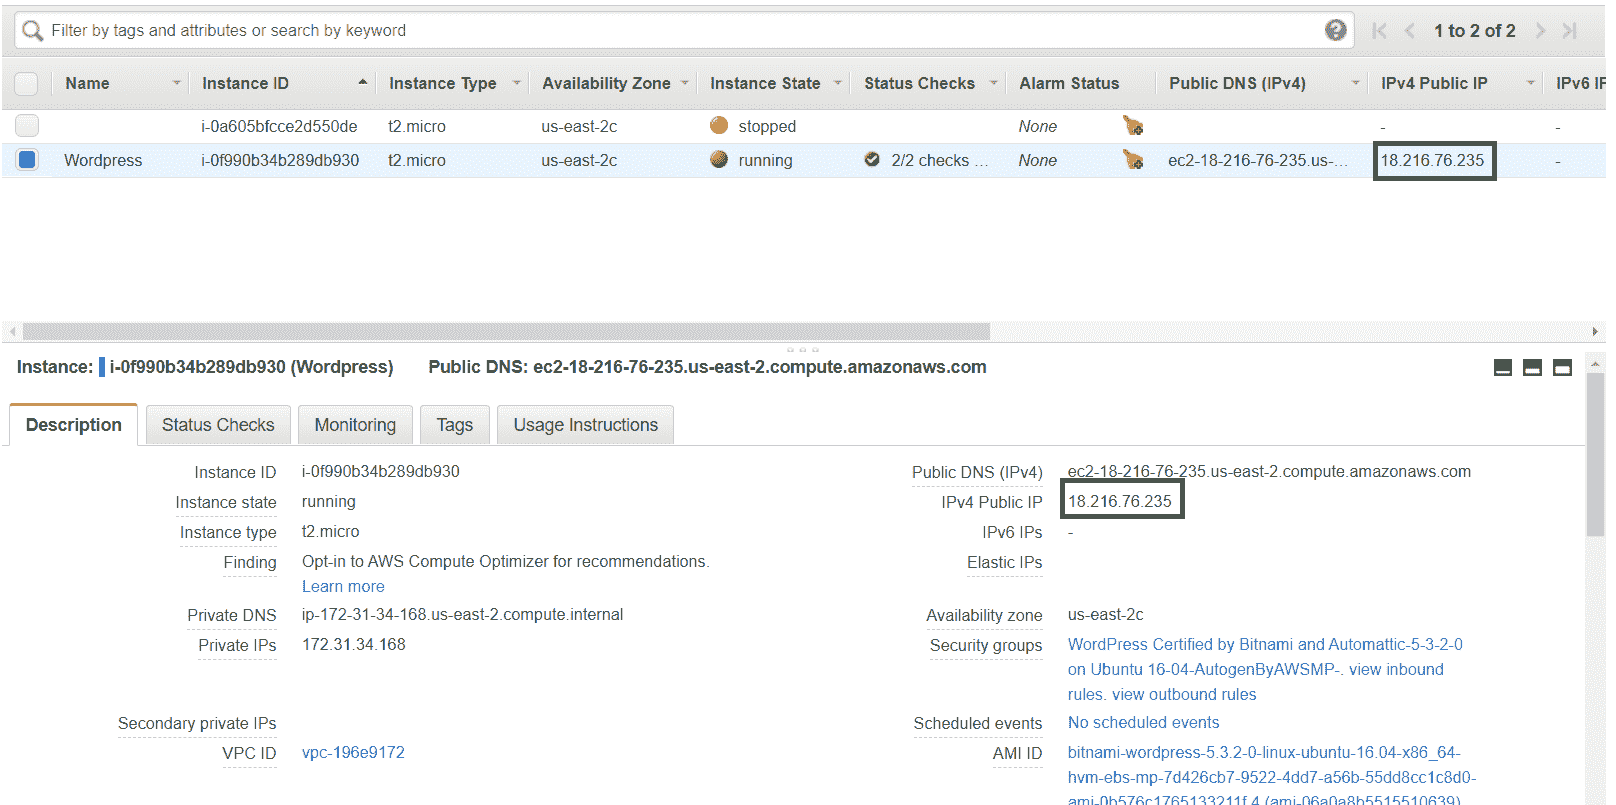 Filter by tags and attributes or search by keyword 1 to 2 of 2
Name Instance ID Instance Type Availability Zone Instance State Status Checks Alarm Status Public DNS (IPv4) IPv4 Public IP IPv6 IP
i-0a605bfcce2d550de t2.micro us-east-2c stopped None - -
Wordpress i-0f990b34b289db930 t2.micro us-east-2c running 2/2 checks ... None ec2-18-216-76-235.us-... 18.216.76.235 -
Instance: i-0f990b34b289db930 (Wordpress) Public DNS: ec2-18-216-76-235.us-east-2.compute.amazonaws.com
Description Status Checks Monitoring Tags Usage Instructions
Instance ID i-0f990b34b289db930 Public DNS (IPv4) ec2-18-216-76-235.us-east-2.compute.amazonaws.com
Instance state running IPv4 Public IP 18.216.76.235
Instance type t2.micro IPv6 IPs -
Finding Opt-in to AWS Compute Optimizer for recommendations. Elastic IPs
Learn more
Private DNS ip-172-31-34-168.us-east-2.compute.internal Availability zone us-east-2c
Private IPs 172.31.34.168 Security groups WordPress Certified by Bitnami and Automattic-5-3-2-0
on Ubuntu 16-04-AutogenByAWSMP-. view inbound
rules. view outbound rules
Secondary private IPs Scheduled events No scheduled events
VPC ID vpc-196e9172 AMI ID bitnami-wordpress-5.3.2-0-linux-ubuntu-16.04-x86_64-
hvm-ebs-mp-7d426cb7-9522-4dd7-a56b-55dd8cc1c8d0-
ami-0b576c1765133211f.4 (ami-06a0a8b5515510639)